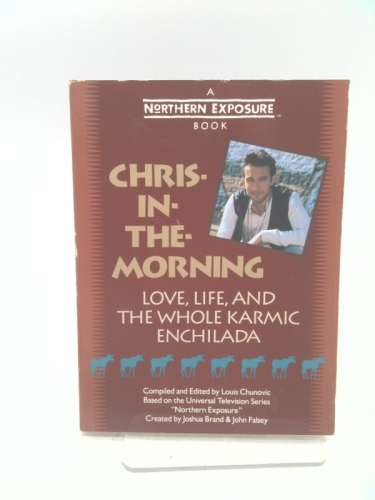 A
NORTHERN EXPOSURE™
BOOK
CHRIS-
IN-
THE-
MORNING
LOVE, LIFE, AND
THE WHOLE KARMIC
ENCHILADA
Compiled and Edited by Louis Chunovic
Based on the Universal Television Series
"Northern Exposure"
Created by Joshua Brand & John Falsey